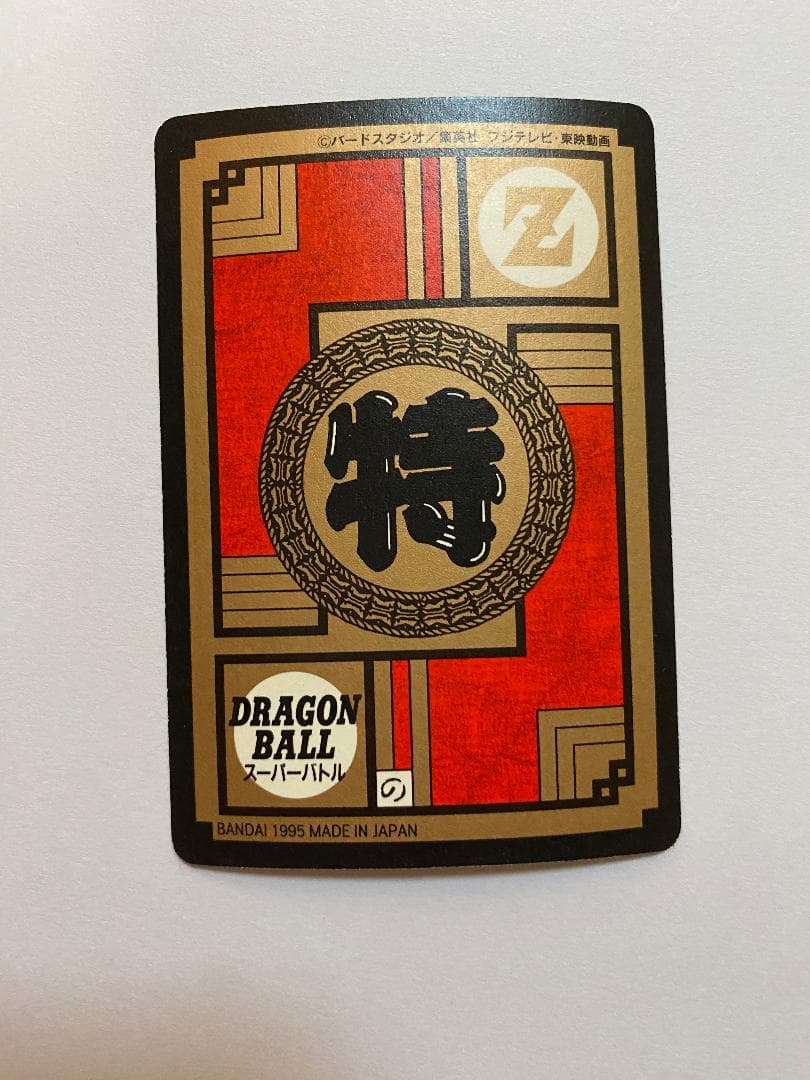 ©バードスタジオ／集英社 フジテレビ・東映動画
Z
特
DRAGON
BALL
スーパーバトル
の
BANDAI 1995 MADE IN JAPAN